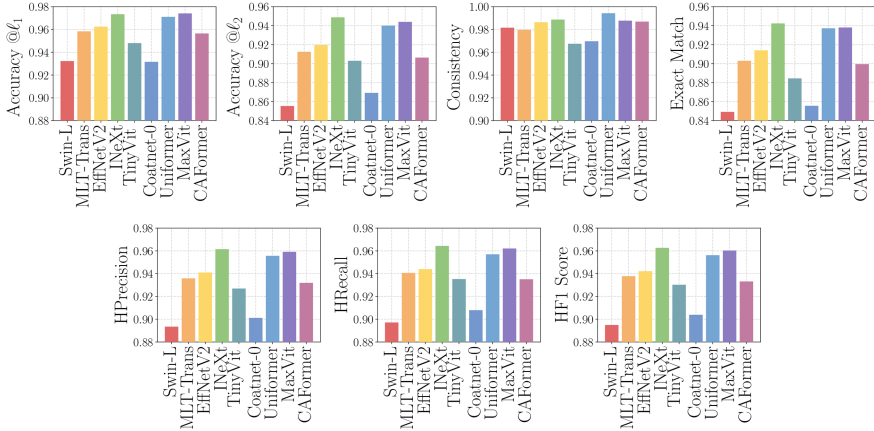 Accuracy @ℓ1
0.98
0.96
0.94
0.92
0.90
0.88
Swin-L
MLT-Trans
EffNetV2
INeXt
TinyVit
Coatnet-0
Uniformer
MaxVit
CAFormer
Accuracy @ℓ2
0.96
0.94
0.92
0.90
0.88
0.86
0.84
Swin-L
MLT-Trans
EffNetV2
INeXt
TinyVit
Coatnet-0
Uniformer
MaxVit
CAFormer
Consistency
1.00
0.98
0.96
0.94
0.92
0.90
Swin-L
MLT-Trans
EffNetV2
INeXt
TinyVit
Coatnet-0
Uniformer
MaxVit
CAFormer
Exact Match
0.96
0.94
0.92
0.90
0.88
0.86
0.84
Swin-L
MLT-Trans
EffNetV2
INeXt
TinyVit
Coatnet-0
Uniformer
MaxVit
CAFormer
HPrecision
0.98
0.96
0.94
0.92
0.90
0.88
Swin-L
MLT-Trans
EffNetV2
INeXt
TinyVit
Coatnet-0
Uniformer
MaxVit
CAFormer
HRecall
0.98
0.96
0.94
0.92
0.90
0.88
Swin-L
MLT-Trans
EffNetV2
INeXt
TinyVit
Coatnet-0
Uniformer
MaxVit
CAFormer
HF1 Score
0.98
0.96
0.94
0.92
0.90
0.88
Swin-L
MLT-Trans
EffNetV2
INeXt
TinyVit
Coatnet-0
Uniformer
MaxVit
CAFormer